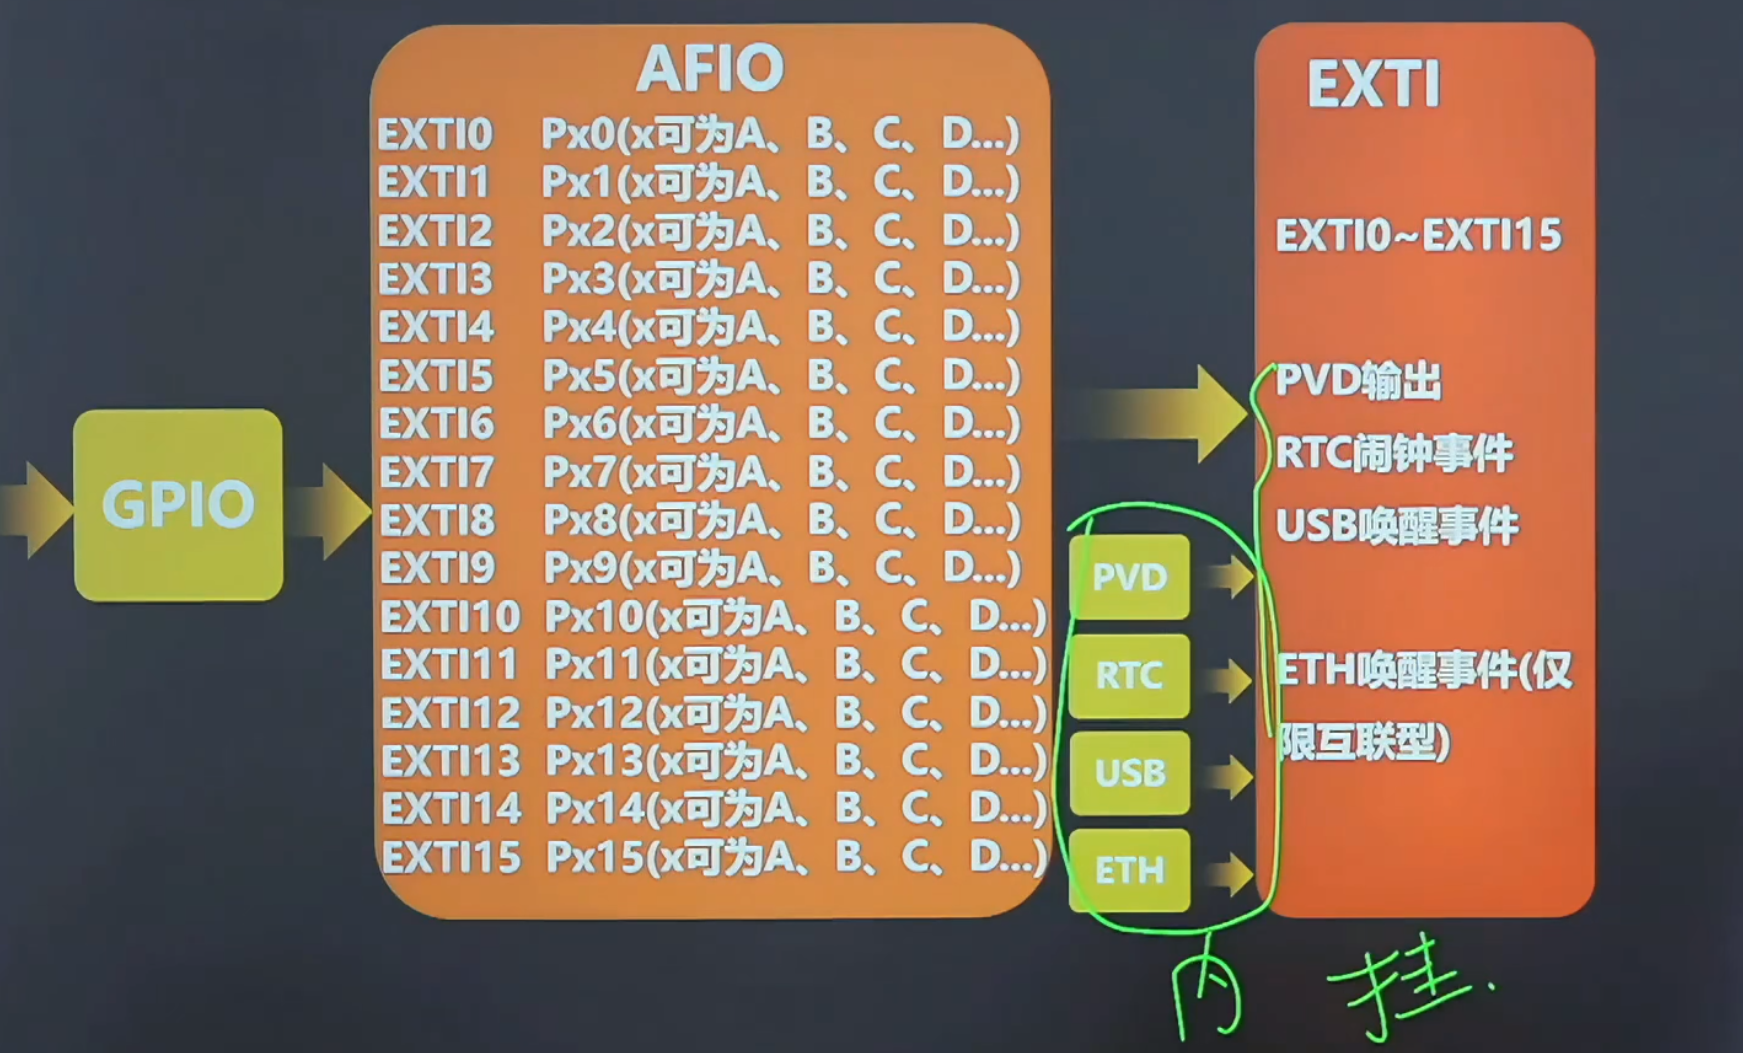 AFIO
EXTI0 Px0(x可为A、B、C、D...)
EXTI1 Px1(x可为A、B、C、D...)
EXTI2 Px2(x可为A、B、C、D...)
EXTI3 Px3(x可为A、B、C、D...)
EXTI4 Px4(x可为A、B、C、D...)
EXTI5 Px5(x可为A、B、C、D...)
EXTI6 Px6(x可为A、B、C、D...)
EXTI7 Px7(x可为A、B、C、D...)
EXTI8 Px8(x可为A、B、C、D...)
EXTI9 Px9(x可为A、B、C、D...)
EXTI10 Px10(x可为A、B、C、D...)
EXTI11 Px11(x可为A、B、C、D...)
EXTI12 Px12(x可为A、B、C、D...)
EXTI13 Px13(x可为A、B、C、D...)
EXTI14 Px14(x可为A、B、C、D...)
EXTI15 Px15(x可为A、B、C、D...)
GPIO
PVD
RTC
USB
ETH
EXTI
EXTI0~EXTI15
PVD输出
RTC闹钟事件
USB唤醒事件
ETH唤醒事件(仅
限互联型)
内 挂.